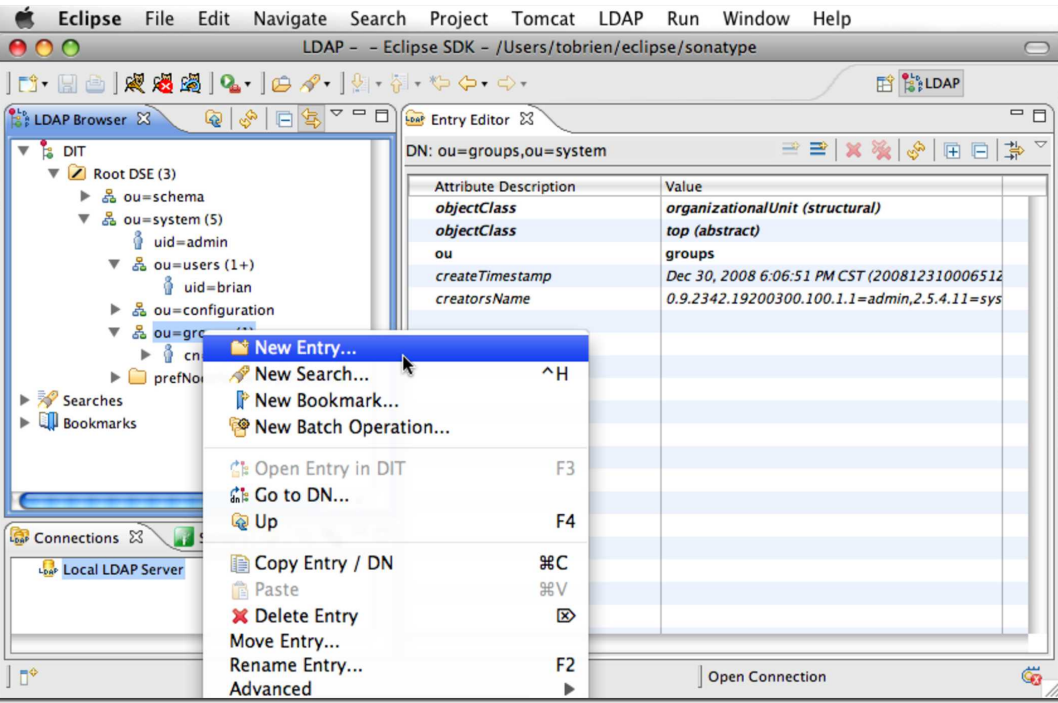 Eclipse File Edit Navigate Search Project Tomcat LDAP Run Window Help
LDAP - - Eclipse SDK - /Users/tobrien/eclipse/sonatype
LDAP
LDAP Browser
Entry Editor
DIT
DN: ou=groups,ou=system
Root DSE (3)
Attribute Description Value
ou=schema
objectClass organizationalUnit (structural)
ou=system (5)
objectClass top (abstract)
uid=admin
ou groups
ou=users (1+)
createTimestamp Dec 30, 2008 6:06:51 PM CST (200812310006512
uid=brian
creatorsName 0.9.2342.19200300.100.1.1=admin,2.5.4.11=sys
ou=configuration
ou=gro
cn
prefNo
Searches
Bookmarks
New Entry...
New Search... ^H
New Bookmark...
New Batch Operation...
Open Entry in DIT F3
Go to DN...
Up F4
Copy Entry / DN ⌘C
Paste ⌘V
Delete Entry ⌦
Move Entry...
Rename Entry... F2
Advanced
Connections
Local LDAP Server
Open Connection